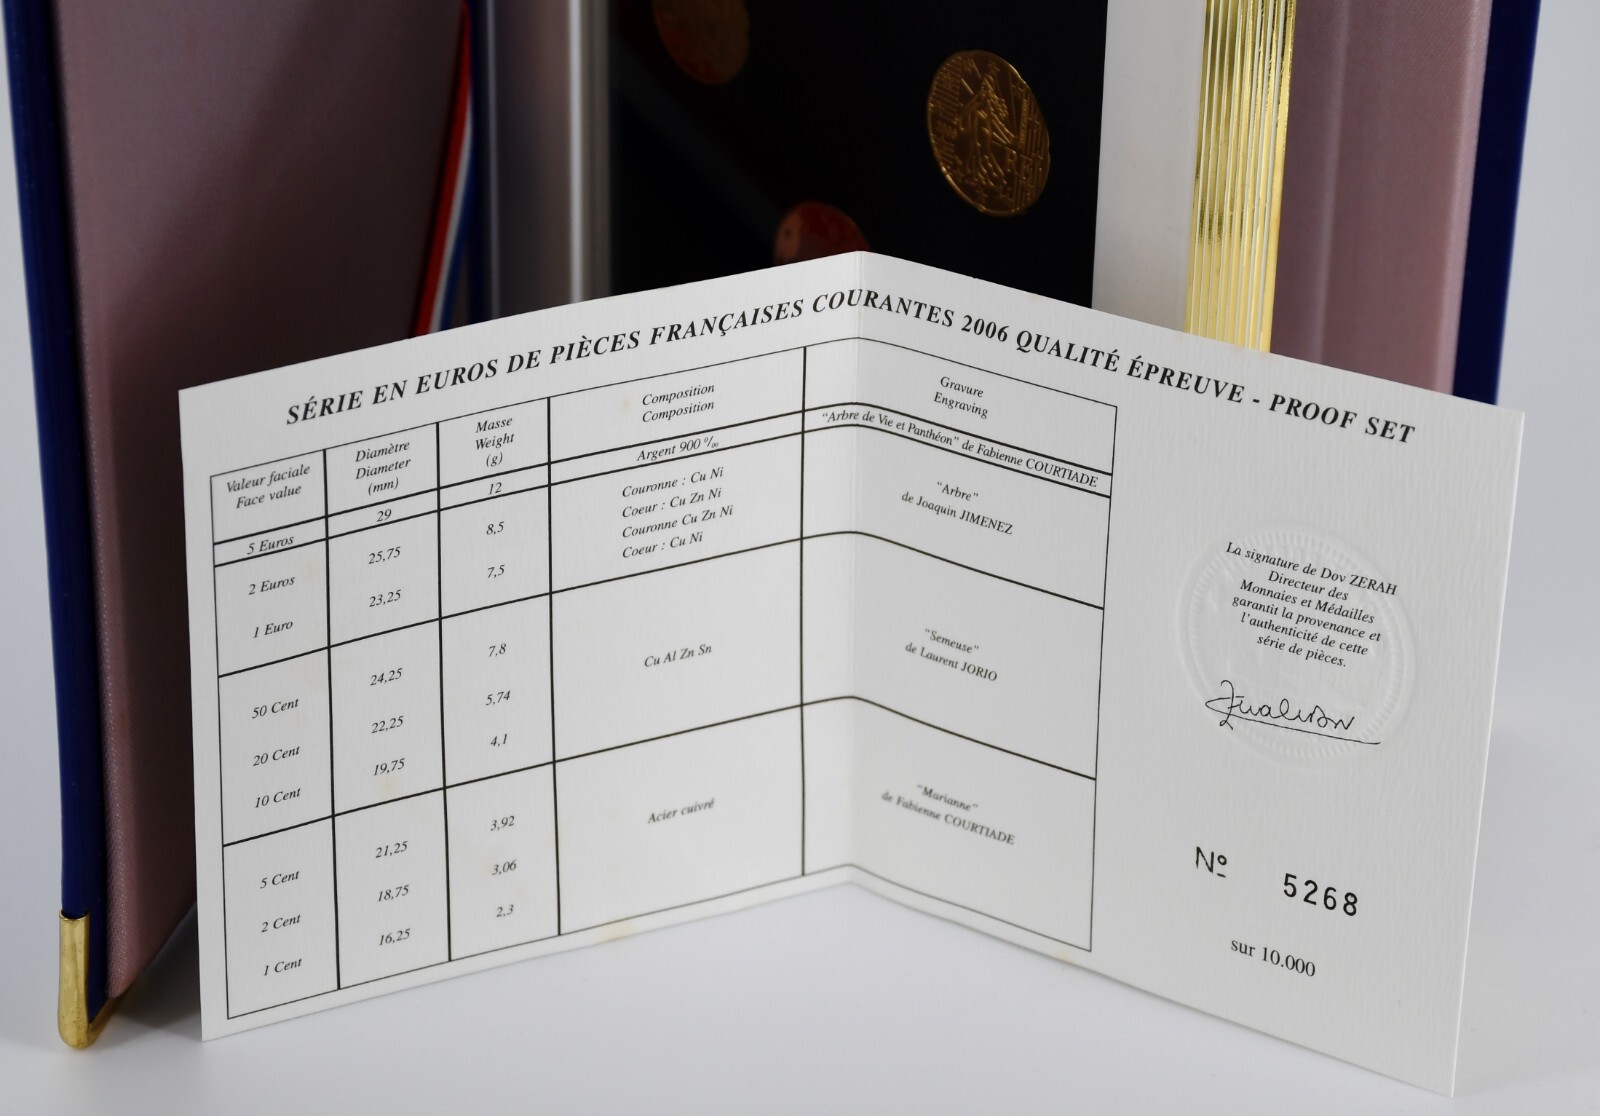 SÉRIE EN EUROS DE PIÈCES FRANÇAISES COURANTES 2006 QUALITÉ ÉPREUVE - PROOF SET
Valeur faciale
Face value
Diamètre
Diameter
(mm)
Masse
Weight
(g)
Composition
Composition
Gravure
Engraving
5 Euros
29
12
Argent 900 ‰
"Arbre de Vie et Panthéon" de Fabienne COURTIADE
2 Euros
25,75
8,5
Couronne : Cu Ni
Coeur : Cu Zn Ni
1 Euro
23,25
7,5
Couronne Cu Zn Ni
Coeur : Cu Ni
"Arbre"
de Joaquin JIMENEZ
50 Cent
24,25
7,8
20 Cent
22,25
5,74
10 Cent
19,75
4,1
Cu Al Zn Sn
"Semeuse"
de Laurent JORIO
5 Cent
21,25
3,92
2 Cent
18,75
3,06
1 Cent
16,25
2,3
Acier cuivré
"Marianne"
de Fabienne COURTIADE
La signature de Dov ZERAH
Directeur des
Monnaies et Médailles
garantit la provenance et
l'authenticité de cette
série de pièces.
Nº 5268
sur 10.000